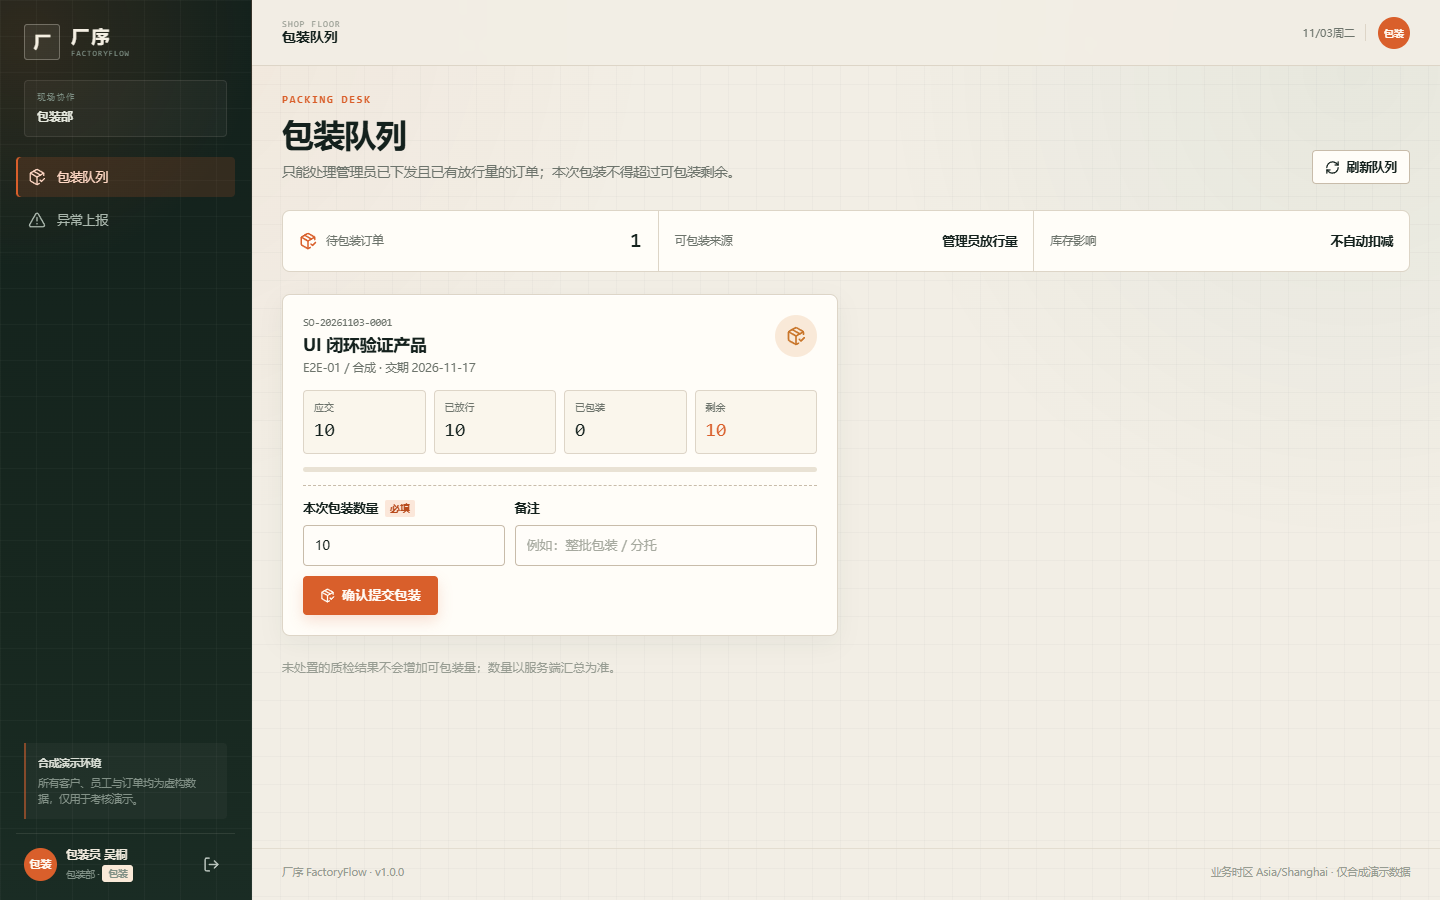 厂
厂序
FACTORYFLOW
现场协作
包装部
包装队列
异常上报
合成演示环境
所有客户、员工与订单均为虚构数
据，仅用于考核演示。
包装
包装员 吴桐
包装部 · 包装
SHOP FLOOR
包装队列
11/03周二
包装
PACKING DESK
包装队列
只能处理管理员已下发且已有放行量的订单；本次包装不得超过可包装剩余。
刷新队列
待包装订单 1
可包装来源 管理员放行量
库存影响 不自动扣减
SO-20261103-0001
UI 闭环验证产品
E2E-01 / 合成 · 交期 2026-11-17
应交 已放行 已包装 剩余
10 10 0 10
本次包装数量 必填 备注
10 例如：整批包装 / 分托
确认提交包装
未处置的质检结果不会增加可包装量；数量以服务端汇总为准。
厂序 FactoryFlow · v1.0.0
业务时区 Asia/Shanghai · 仅合成演示数据